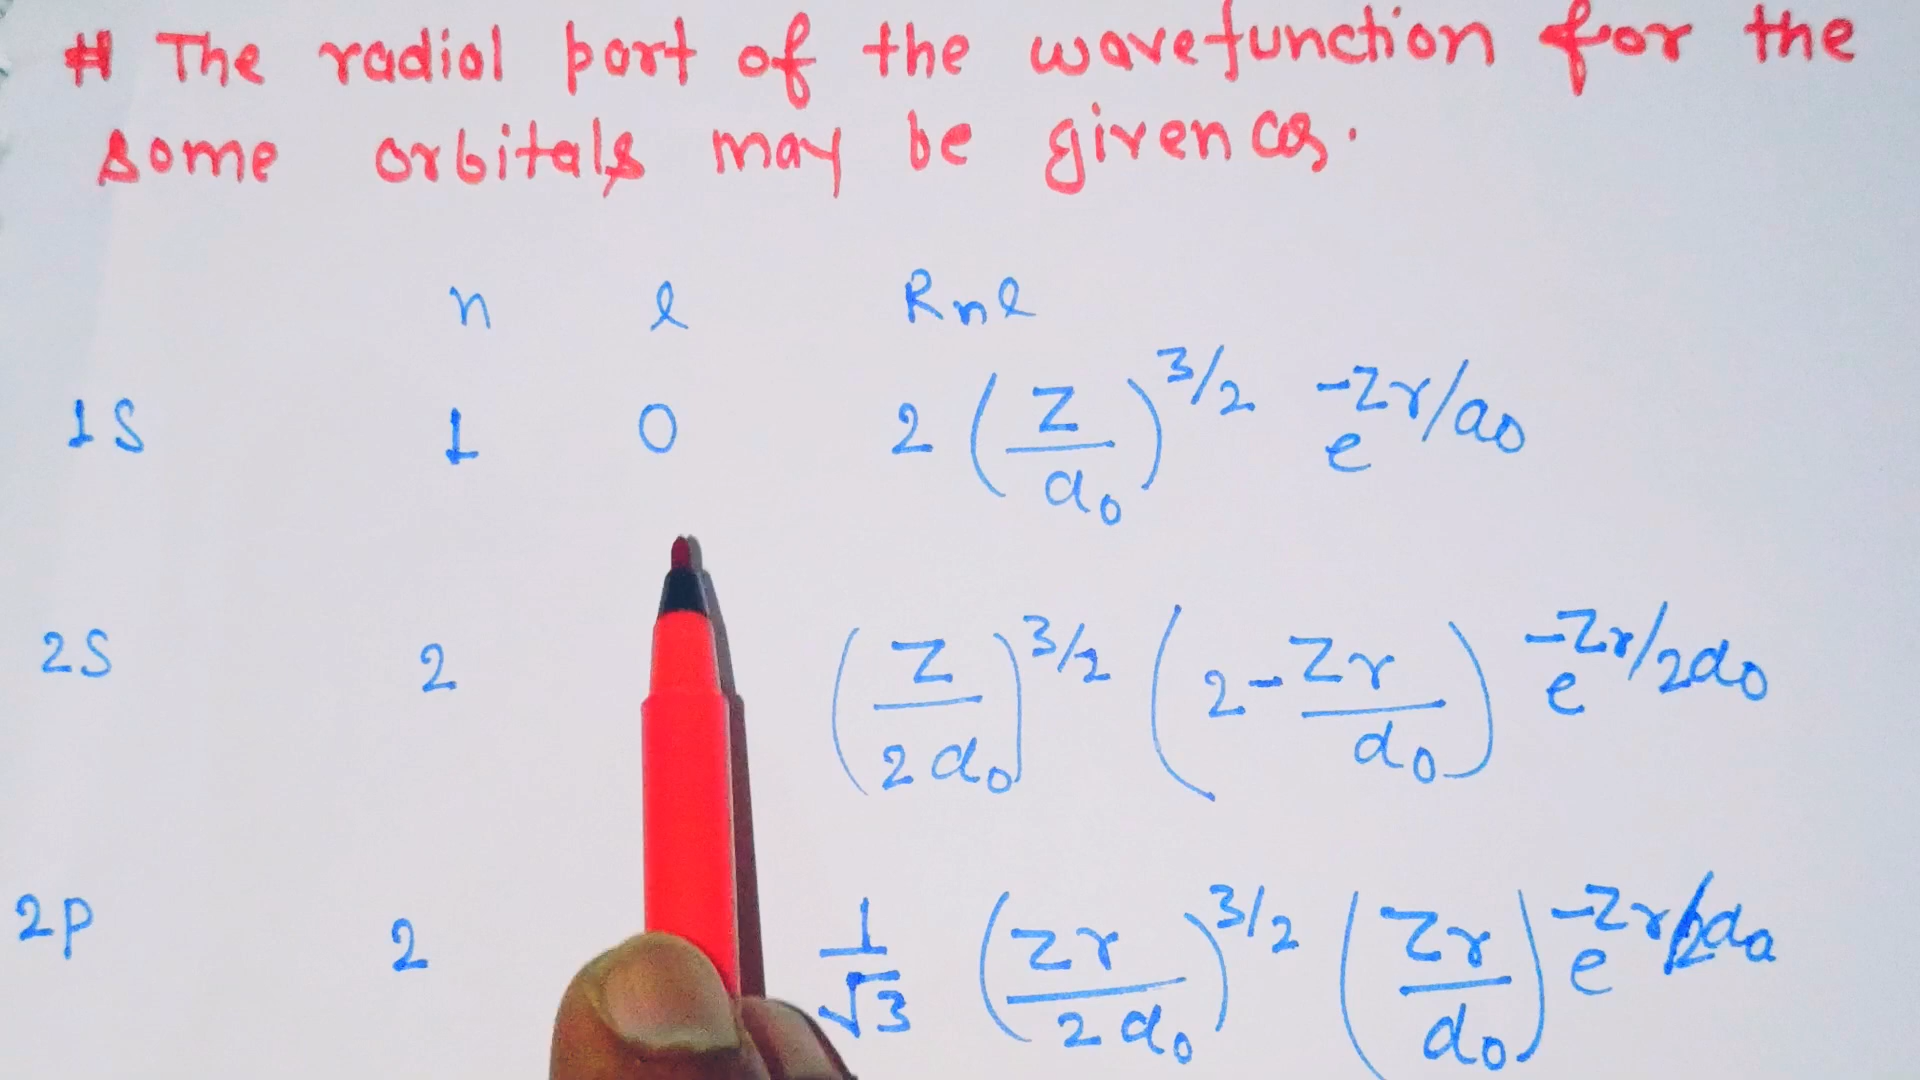 # The radial part of the wavefunction for the
some orbitals may be given as.
n l Rnl
1S 1 0 2 (Z/a₀)^3/2 e^-Zr/a₀
2S 2 (Z/2a₀)^3/2 (2-Zr/a₀) e^-Zr/2a₀
2P 2 1/√3 (Zr/2a₀)^3/2 (Zr/a₀) e^-Zr/2a₀